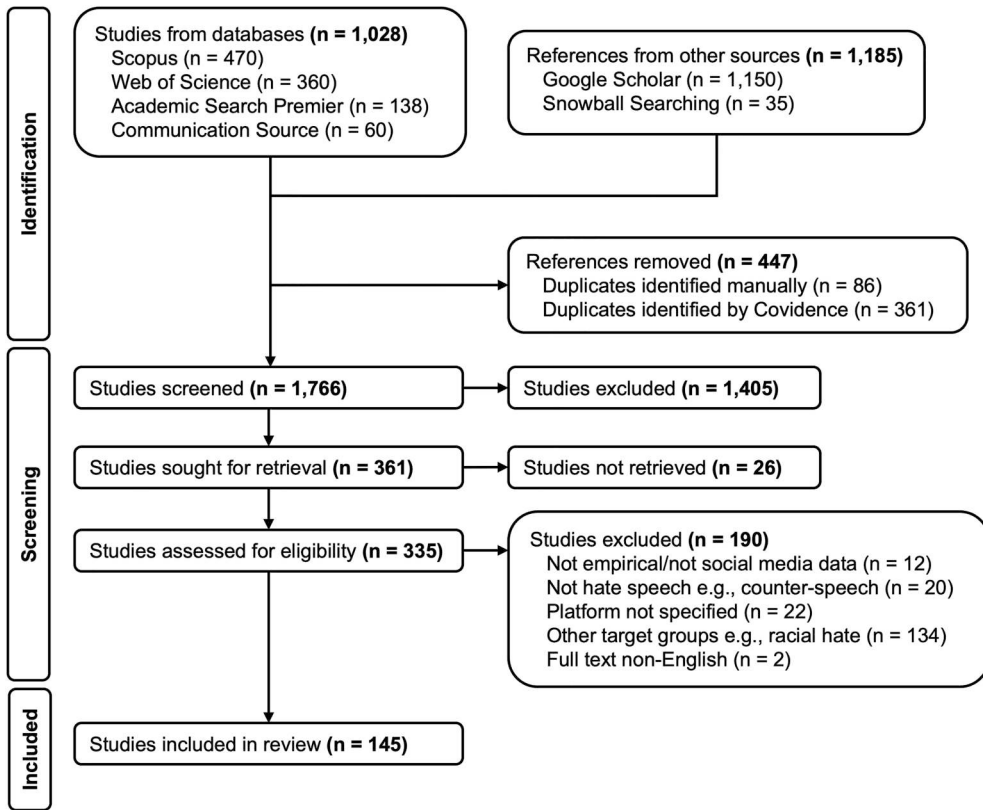 Identification
Studies from databases (n = 1,028)
Scopus (n = 470)
Web of Science (n = 360)
Academic Search Premier (n = 138)
Communication Source (n = 60)
References from other sources (n = 1,185)
Google Scholar (n = 1,150)
Snowball Searching (n = 35)
References removed (n = 447)
Duplicates identified manually (n = 86)
Duplicates identified by Covidence (n = 361)
Screening
Studies screened (n = 1,766)
Studies excluded (n = 1,405)
Studies sought for retrieval (n = 361)
Studies not retrieved (n = 26)
Studies assessed for eligibility (n = 335)
Studies excluded (n = 190)
Not empirical/not social media data (n = 12)
Not hate speech e.g., counter-speech (n = 20)
Platform not specified (n = 22)
Other target groups e.g., racial hate (n = 134)
Full text non-English (n = 2)
Included
Studies included in review (n = 145)